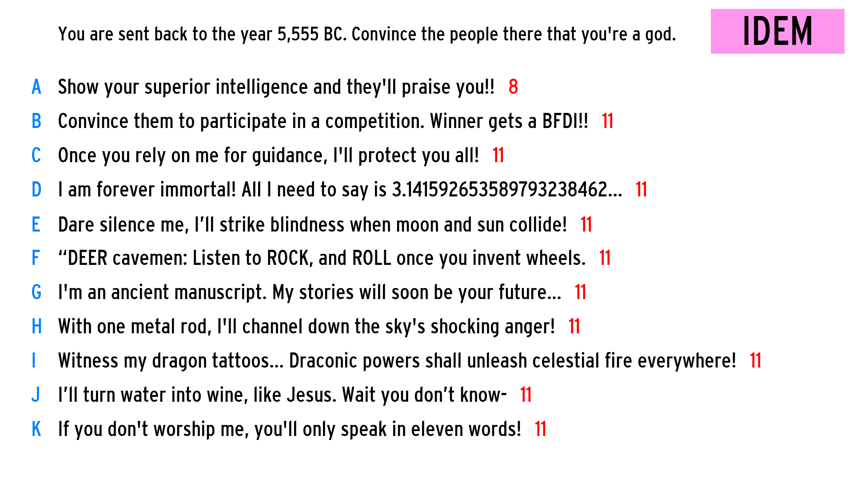 You are sent back to the year 5,555 BC. Convince the people there that you're a god.
IDEM
A Show your superior intelligence and they'll praise you!! 8
B Convince them to participate in a competition. Winner gets a BFDI!! 11
C Once you rely on me for guidance, I'll protect you all! 11
D I am forever immortal! All I need to say is 3.141592653589793238462... 11
E Dare silence me, I’ll strike blindness when moon and sun collide! 11
F “DEER cavemen: Listen to ROCK, and ROLL once you invent wheels. 11
G I'm an ancient manuscript. My stories will soon be your future... 11
H With one metal rod, I'll channel down the sky's shocking anger! 11
I Witness my dragon tattoos... Draconic powers shall unleash celestial fire everywhere! 11
J I’ll turn water into wine, like Jesus. Wait you don’t know- 11
K If you don't worship me, you'll only speak in eleven words! 11